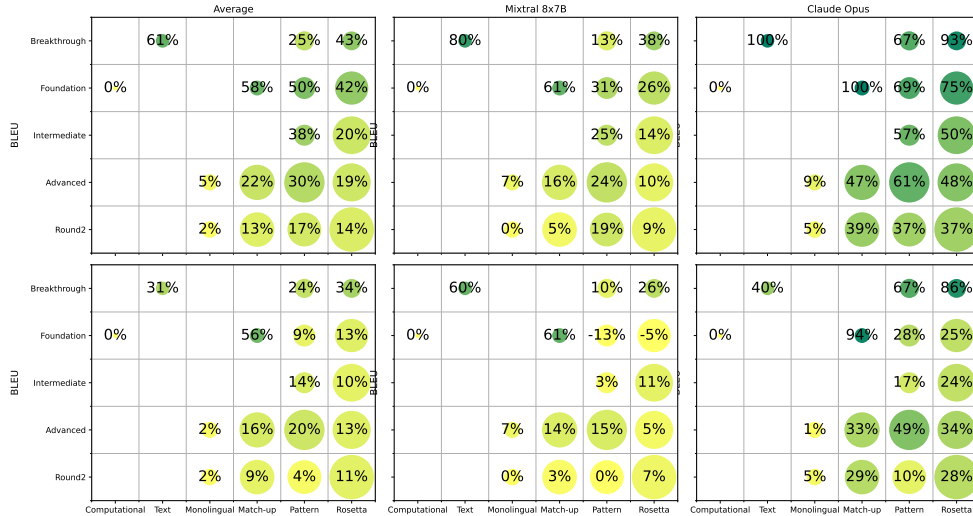 Average Mixtral 8x7B Claude Opus
Breakthrough 61% 25% 43% 80% 13% 38% 100% 67% 93%
Foundation 0% 58% 50% 42% 0% 61% 31% 26% 0% 100% 69% 75%
Intermediate 38% 20% 25% 14% 57% 50%
BLEU BLEU BLEU
Advanced 5% 22% 30% 19% 7% 16% 24% 10% 9% 47% 61% 48%
Round2 2% 13% 17% 14% 0% 5% 19% 9% 5% 39% 37% 37%
Breakthrough 31% 24% 34% 60% 10% 26% 40% 67% 86%
Foundation 0% 56% 9% 13% 0% 61% -13% -5% 0% 94% 28% 25%
Intermediate 14% 10% 3% 11% 17% 24%
BLEU BLEU BLEU
Advanced 2% 16% 20% 13% 7% 14% 15% 5% 1% 33% 49% 34%
Round2 2% 9% 4% 11% 0% 3% 0% 7% 5% 29% 10% 28%
Computational Text Monolingual Match-up Pattern Rosetta Computational Text Monolingual Match-up Pattern Rosetta Computational Text Monolingual Match-up Pattern Rosetta